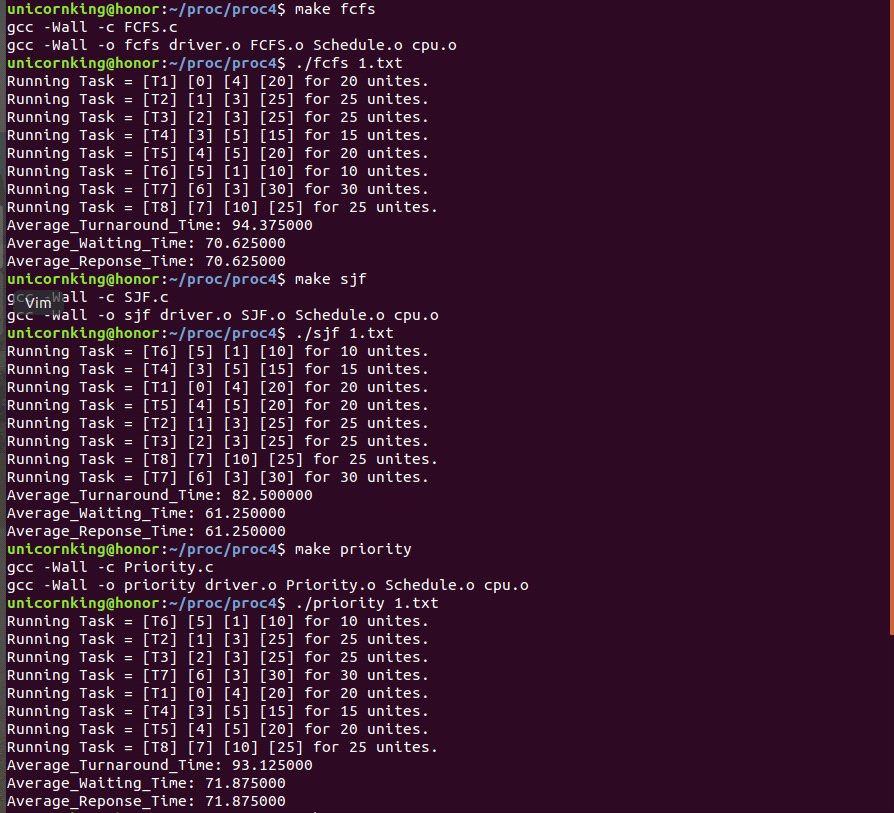 unicornking@honor:~/proc/proc4$ make fcfs
gcc -Wall -c FCFS.c
gcc -Wall -o fcfs driver.o FCFS.o Schedule.o cpu.o
unicornking@honor:~/proc/proc4$ ./fcfs 1.txt
Running Task = [T1] [0] [4] [20] for 20 unites.
Running Task = [T2] [1] [3] [25] for 25 unites.
Running Task = [T3] [2] [3] [25] for 25 unites.
Running Task = [T4] [3] [5] [15] for 15 unites.
Running Task = [T5] [4] [5] [20] for 20 unites.
Running Task = [T6] [5] [1] [10] for 10 unites.
Running Task = [T7] [6] [3] [30] for 30 unites.
Running Task = [T8] [7] [10] [25] for 25 unites.
Average_Turnaround_Time: 94.375000
Average_Waiting_Time: 70.625000
Average_Reponse_Time: 70.625000
unicornking@honor:~/proc/proc4$ make sjf
gcc -Wall -c SJF.c
Vim
gcc -Wall -o sjf driver.o SJF.o Schedule.o cpu.o
unicornking@honor:~/proc/proc4$ ./sjf 1.txt
Running Task = [T6] [5] [1] [10] for 10 unites.
Running Task = [T4] [3] [5] [15] for 15 unites.
Running Task = [T1] [0] [4] [20] for 20 unites.
Running Task = [T5] [4] [5] [20] for 20 unites.
Running Task = [T2] [1] [3] [25] for 25 unites.
Running Task = [T3] [2] [3] [25] for 25 unites.
Running Task = [T8] [7] [10] [25] for 25 unites.
Running Task = [T7] [6] [3] [30] for 30 unites.
Average_Turnaround_Time: 82.500000
Average_Waiting_Time: 61.250000
Average_Reponse_Time: 61.250000
unicornking@honor:~/proc/proc4$ make priority
gcc -Wall -c Priority.c
gcc -Wall -o priority driver.o Priority.o Schedule.o cpu.o
unicornking@honor:~/proc/proc4$ ./priority 1.txt
Running Task = [T6] [5] [1] [10] for 10 unites.
Running Task = [T2] [1] [3] [25] for 25 unites.
Running Task = [T3] [2] [3] [25] for 25 unites.
Running Task = [T7] [6] [3] [30] for 30 unites.
Running Task = [T1] [0] [4] [20] for 20 unites.
Running Task = [T4] [3] [5] [15] for 15 unites.
Running Task = [T5] [4] [5] [20] for 20 unites.
Running Task = [T8] [7] [10] [25] for 25 unites.
Average_Turnaround_Time: 93.125000
Average_Waiting_Time: 71.875000
Average_Reponse_Time: 71.875000